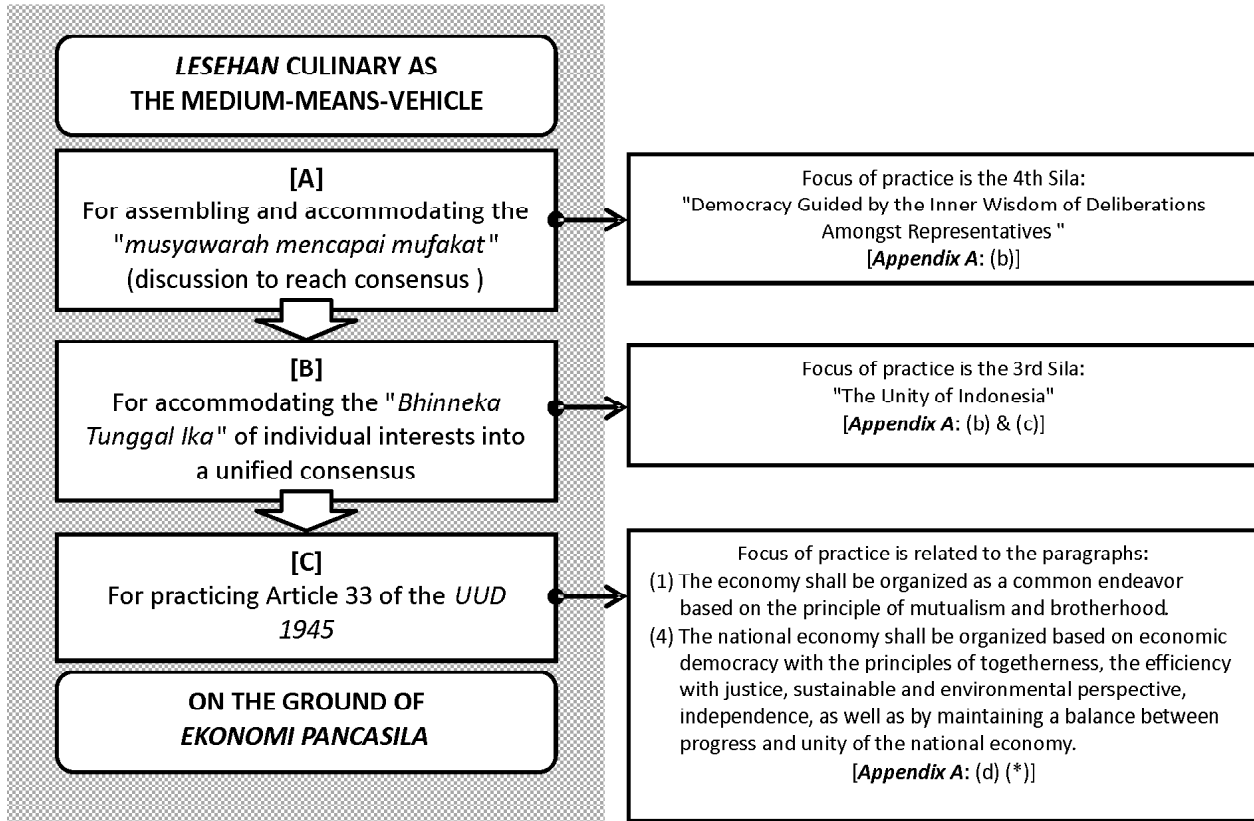 LESEHAN CULINARY AS
THE MEDIUM-MEANS-VEHICLE
[A]
For assembling and accommodating the
"musyawarah mencapai mufakat"
(discussion to reach consensus )
Focus of practice is the 4th Sila:
"Democracy Guided by the Inner Wisdom of Deliberations
Amongst Representatives "
[Appendix A: (b)]
[B]
For accommodating the "Bhinneka
Tunggal Ika" of individual interests into
a unified consensus
Focus of practice is the 3rd Sila:
"The Unity of Indonesia"
[Appendix A: (b) & (c)]
[C]
For practicing Article 33 of the UUD
1945
Focus of practice is related to the paragraphs:
(1) The economy shall be organized as a common endeavor
based on the principle of mutualism and brotherhood.
(4) The national economy shall be organized based on economic
democracy with the principles of togetherness, the efficiency
with justice, sustainable and environmental perspective,
independence, as well as by maintaining a balance between
progress and unity of the national economy.
[Appendix A: (d) (*)]
ON THE GROUND OF
EKONOMI PANCASILA